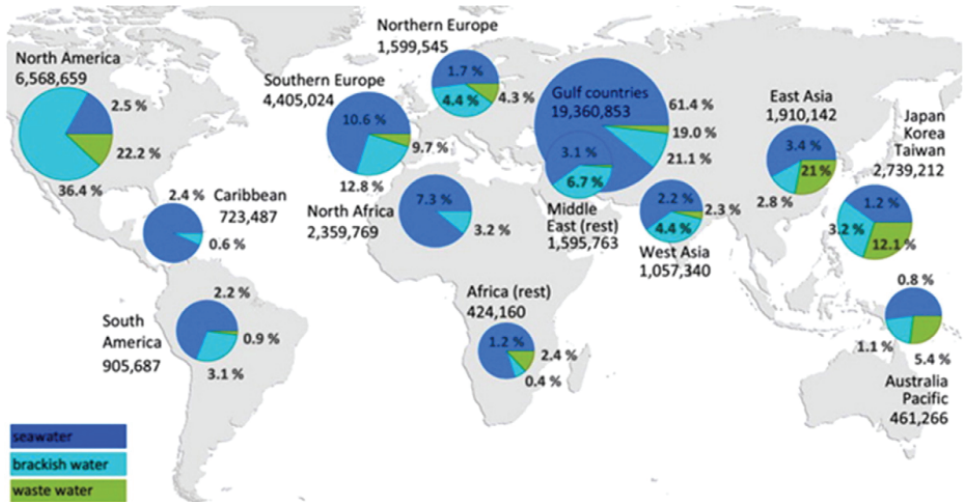 North America
6,568,659
2.5 %
22.2 %
36.4 %
Northern Europe
1,599,545
1.7 %
4.4 %
4.3 %
Southern Europe
4,405,024
10.6 %
9.7 %
12.8 %
Gulf countries
19,360,853
61.4 %
19.0 %
21.1 %
3.1 %
6.7 %
Middle
East (rest)
1,595,763
East Asia
1,910,142
3.4 %
21 %
2.8 %
Japan
Korea
Taiwan
2,739,212
1.2 %
3.2 %
12.1 %
2.4 %
Caribbean
723,487
0.6 %
North Africa
2,359,769
7.3 %
3.2 %
2.2 %
2.3 %
4.4 %
West Asia
1,057,340
South
America
905,687
2.2 %
0.9 %
3.1 %
Africa (rest)
424,160
1.2 %
2.4 %
0.4 %
0.8 %
1.1 %
5.4 %
Australia
Pacific
461,266
seawater
brackish water
waste water